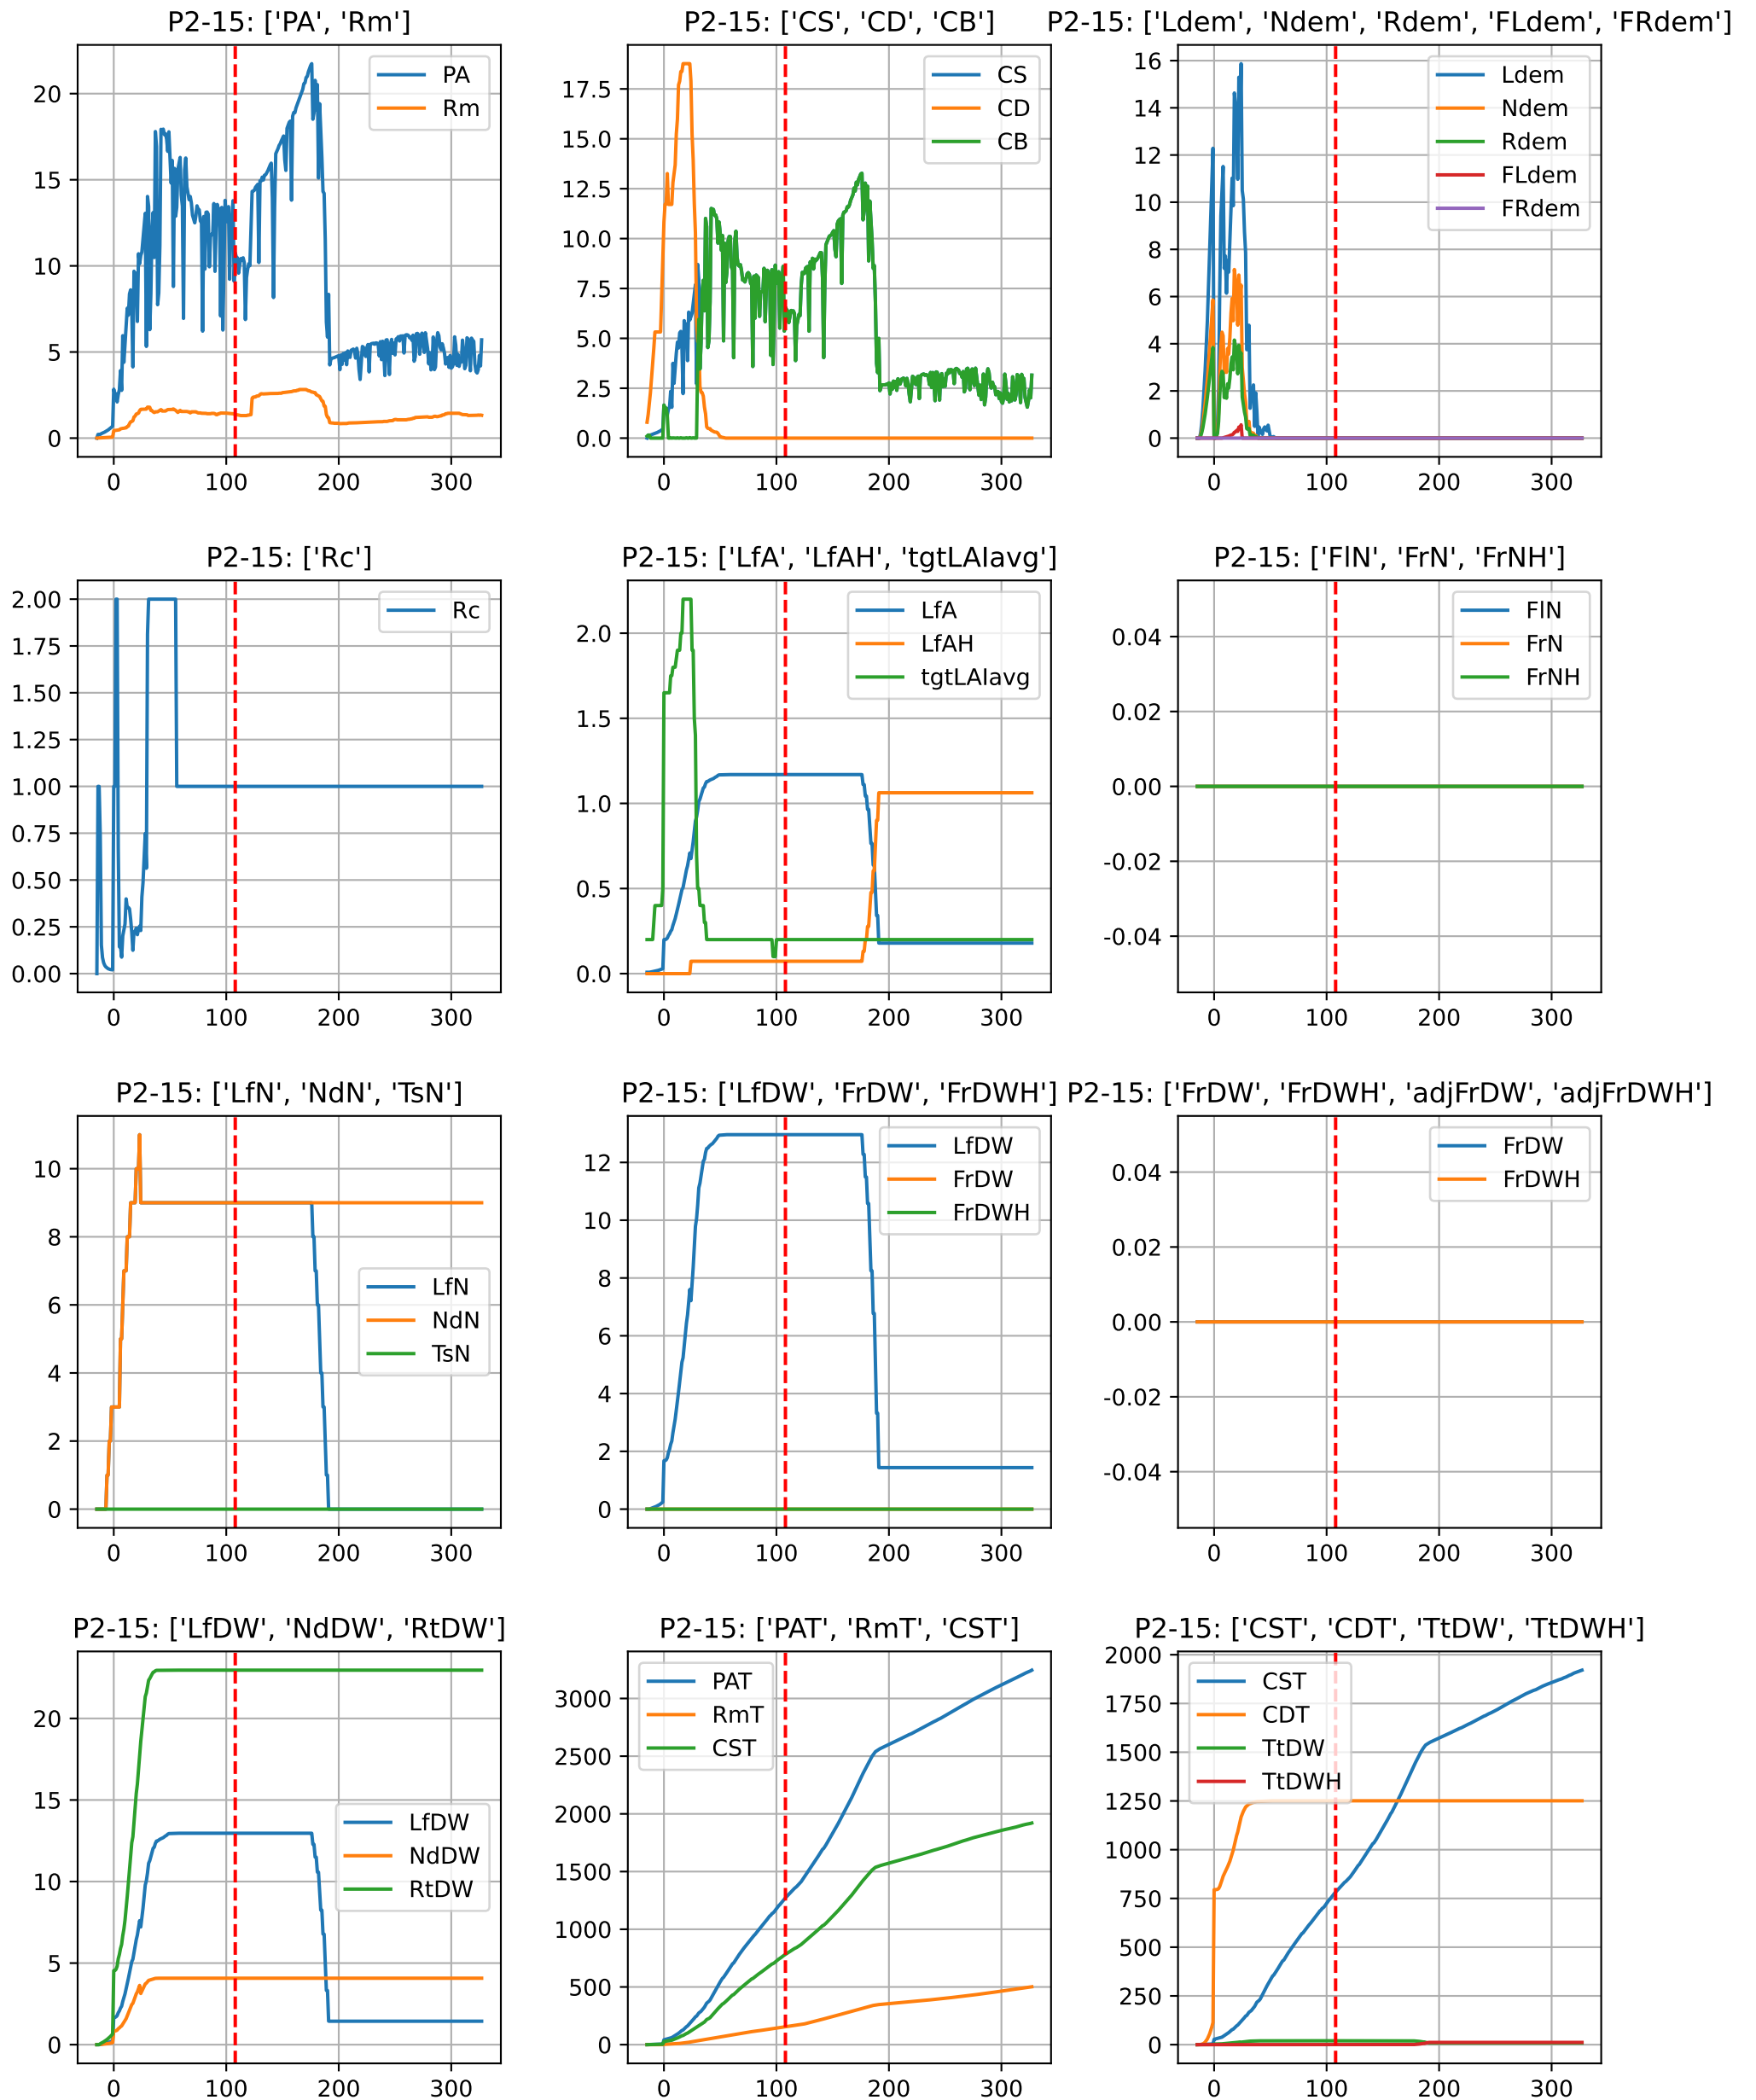 P2-15: ['PA', 'Rm']
PA
Rm
20
15
10
5
0
0 100 200 300
P2-15: ['CS', 'CD', 'CB']
CS
CD
CB
17.5
15.0
12.5
10.0
7.5
5.0
2.5
0.0
0 100 200 300
P2-15: ['Ldem', 'Ndem', 'Rdem', 'FLdem', 'FRdem']
Ldem
Ndem
Rdem
FLdem
FRdem
16
14
12
10
8
6
4
2
0
0 100 200 300
P2-15: ['Rc']
Rc
2.00
1.75
1.50
1.25
1.00
0.75
0.50
0.25
0.00
0 100 200 300
P2-15: ['LfA', 'LfAH', 'tgtLAIavg']
LfA
LfAH
tgtLAIavg
2.0
1.5
1.0
0.5
0.0
0 100 200 300
P2-15: ['FlN', 'FrN', 'FrNH']
FlN
FrN
FrNH
0.04
0.02
0.00
-0.02
-0.04
0 100 200 300
P2-15: ['LfN', 'NdN', 'TsN']
LfN
NdN
TsN
10
8
6
4
2
0
0 100 200 300
P2-15: ['LfDW', 'FrDW', 'FrDWH']
LfDW
FrDW
FrDWH
12
10
8
6
4
2
0
0 100 200 300
P2-15: ['FrDW', 'FrDWH', 'adjFrDW', 'adjFrDWH']
FrDW
FrDWH
0.04
0.02
0.00
-0.02
-0.04
0 100 200 300
P2-15: ['LfDW', 'NdDW', 'RtDW']
LfDW
NdDW
RtDW
20
15
10
5
0
0 100 200 300
P2-15: ['PAT', 'RmT', 'CST']
PAT
RmT
CST
3000
2500
2000
1500
1000
500
0
0 100 200 300
P2-15: ['CST', 'CDT', 'TtDW', 'TtDWH']
CST
CDT
TtDW
TtDWH
2000
1750
1500
1250
1000
750
500
250
0
0 100 200 300